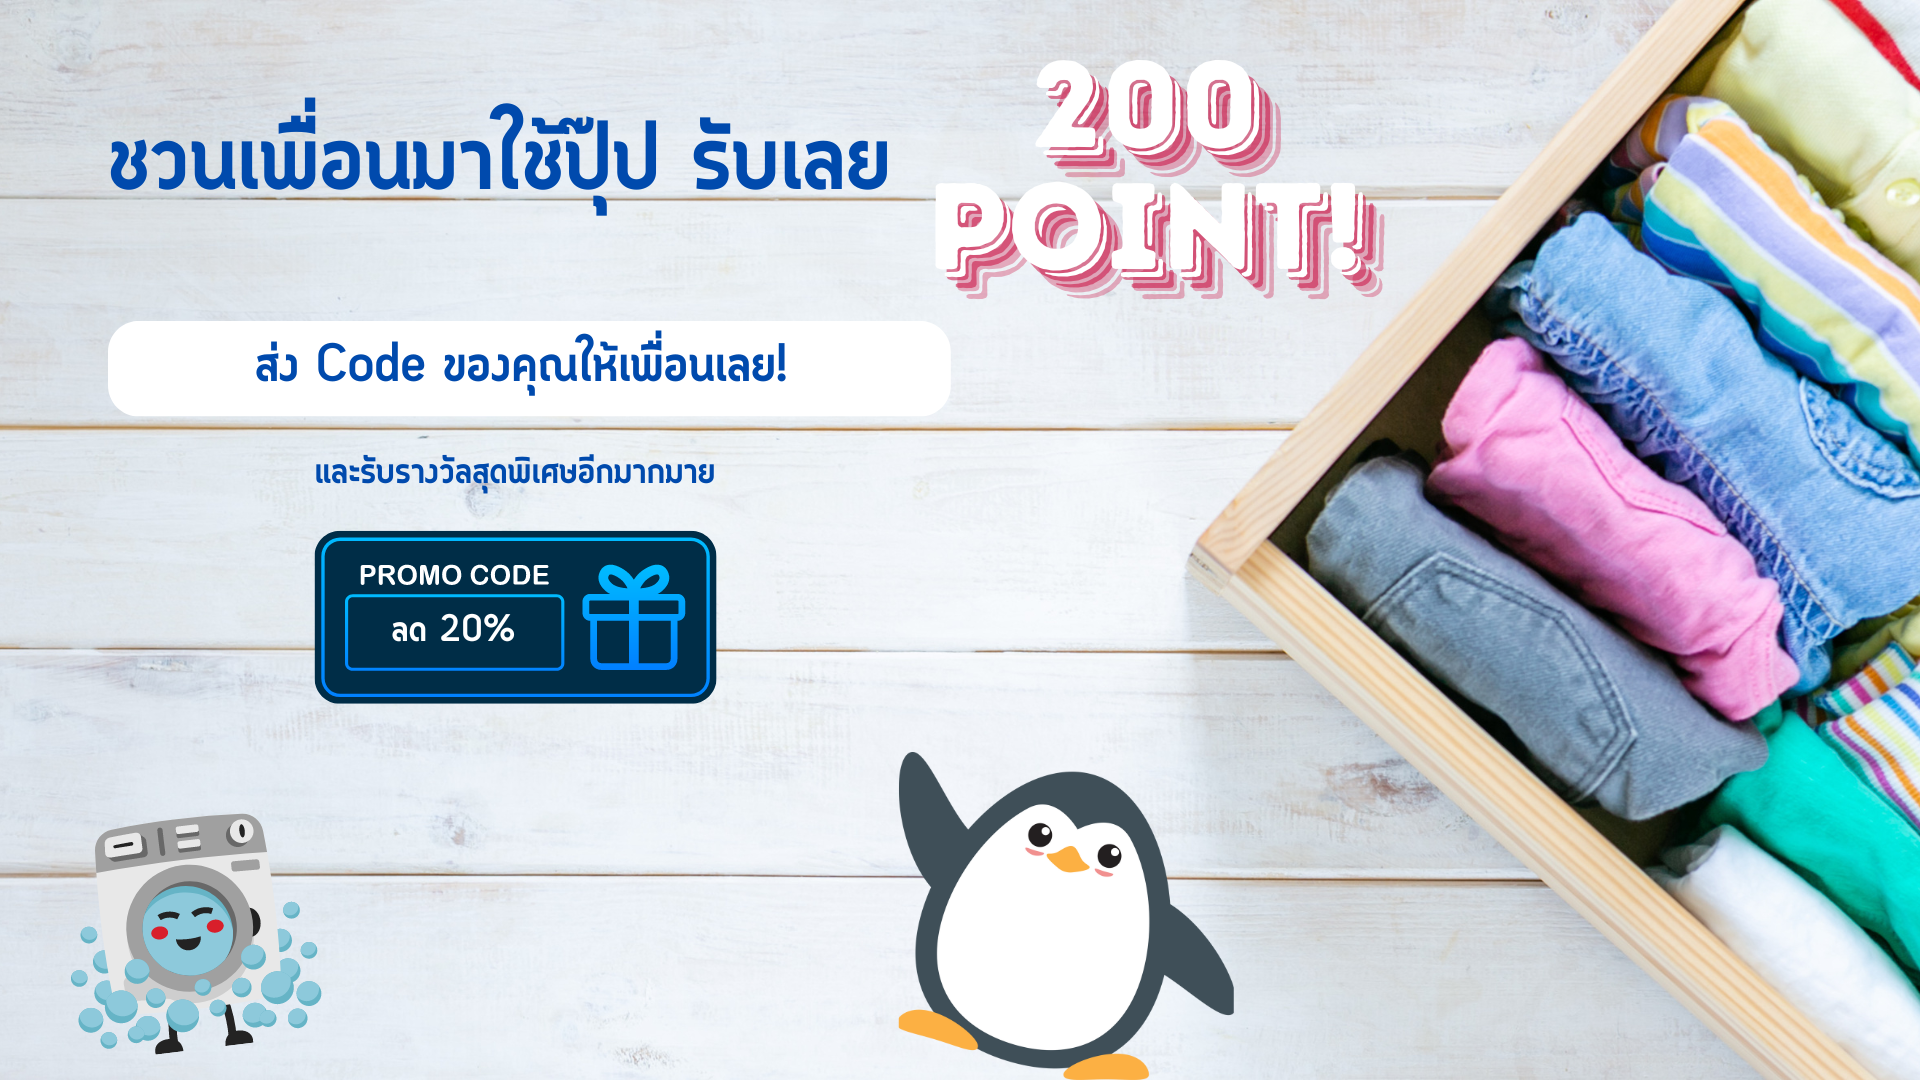 ชวนเพื่อนมาใช้ปุ๊ป รับเลย
200
POINT!
ส่ง Code ของคุณให้เพื่อนเลย!
และรับรางวัลสุดพิเศษอีกมากมาย
PROMO CODE
ลด 20%